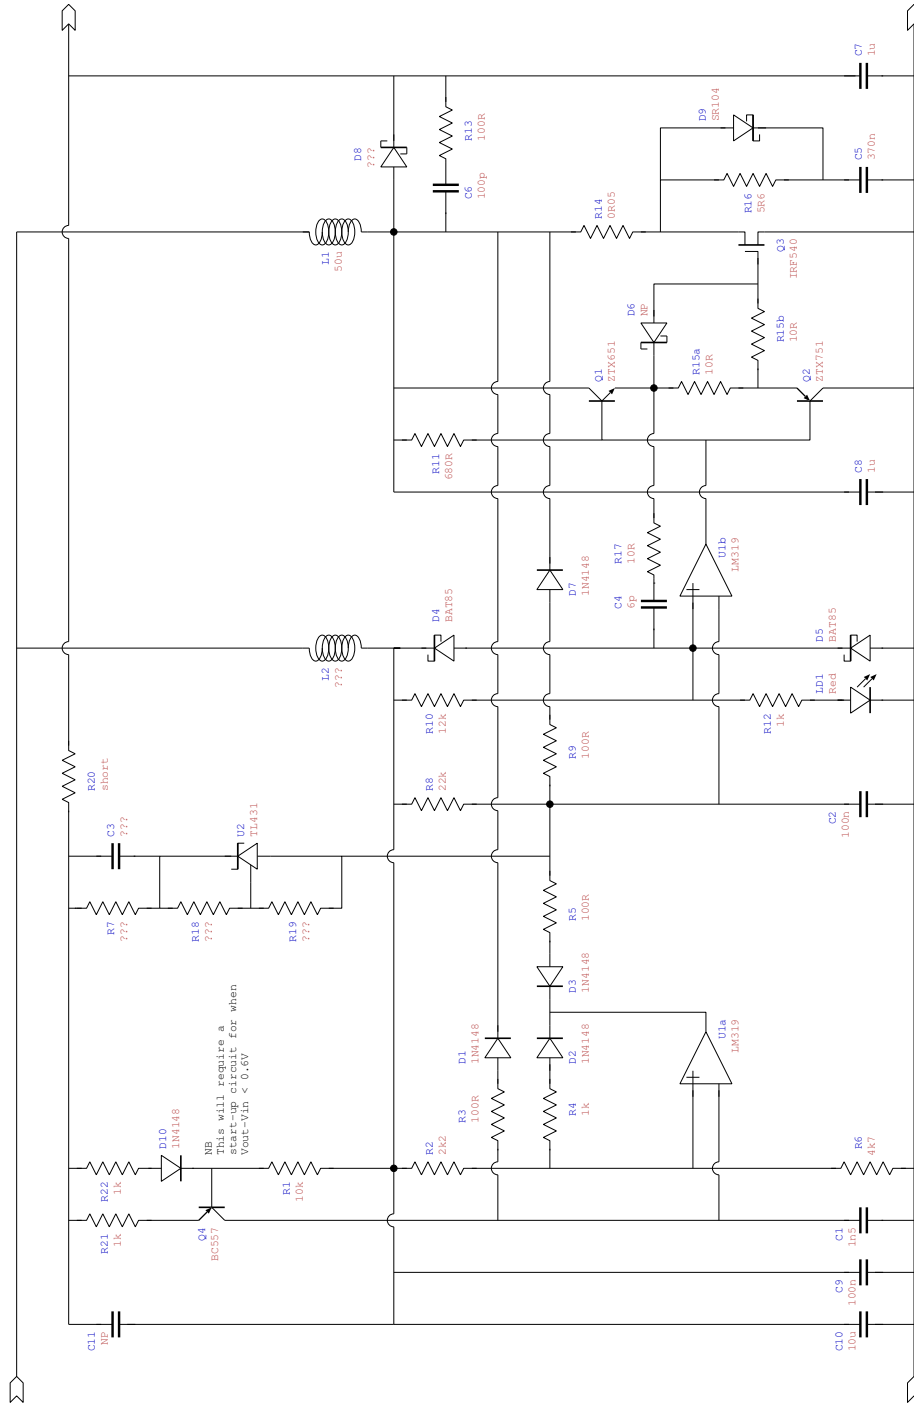 C7
1u
D9
SR104
R13
100R
D8
???
C6
100p
C5
370n
R16
5R6
R14
0R05
L1
50u
Q3
IRF540
D6
NP
R15b
10R
R15a
10R
Q1
ZTX651
Q2
ZTX751
R11
680R
C8
1u
R17
10R
U1b
LM319
D7
1N4148
C4
6p
D4
BAT85
D5
BAT85
L2
???
LD1
Red
R10
12k
R12
1k
R9
100R
R20
short
R8
22k
C2
100n
C3
???
U2
TL431
R7
???
R18
???
R19
???
R5
100R
D3
1N4148
NB
This will require a
start-up circuit for when
Vout-Vin < 0.6V
D1
1N4148
D2
1N4148
U1a
LM319
R3
100R
R4
1k
D10
1N4148
R22
1k
R1
10k
R2
2k2
R6
4k7
R21
1k
Q4
BC557
C1
1n5
C9
100n
C11
NP
C10
10u